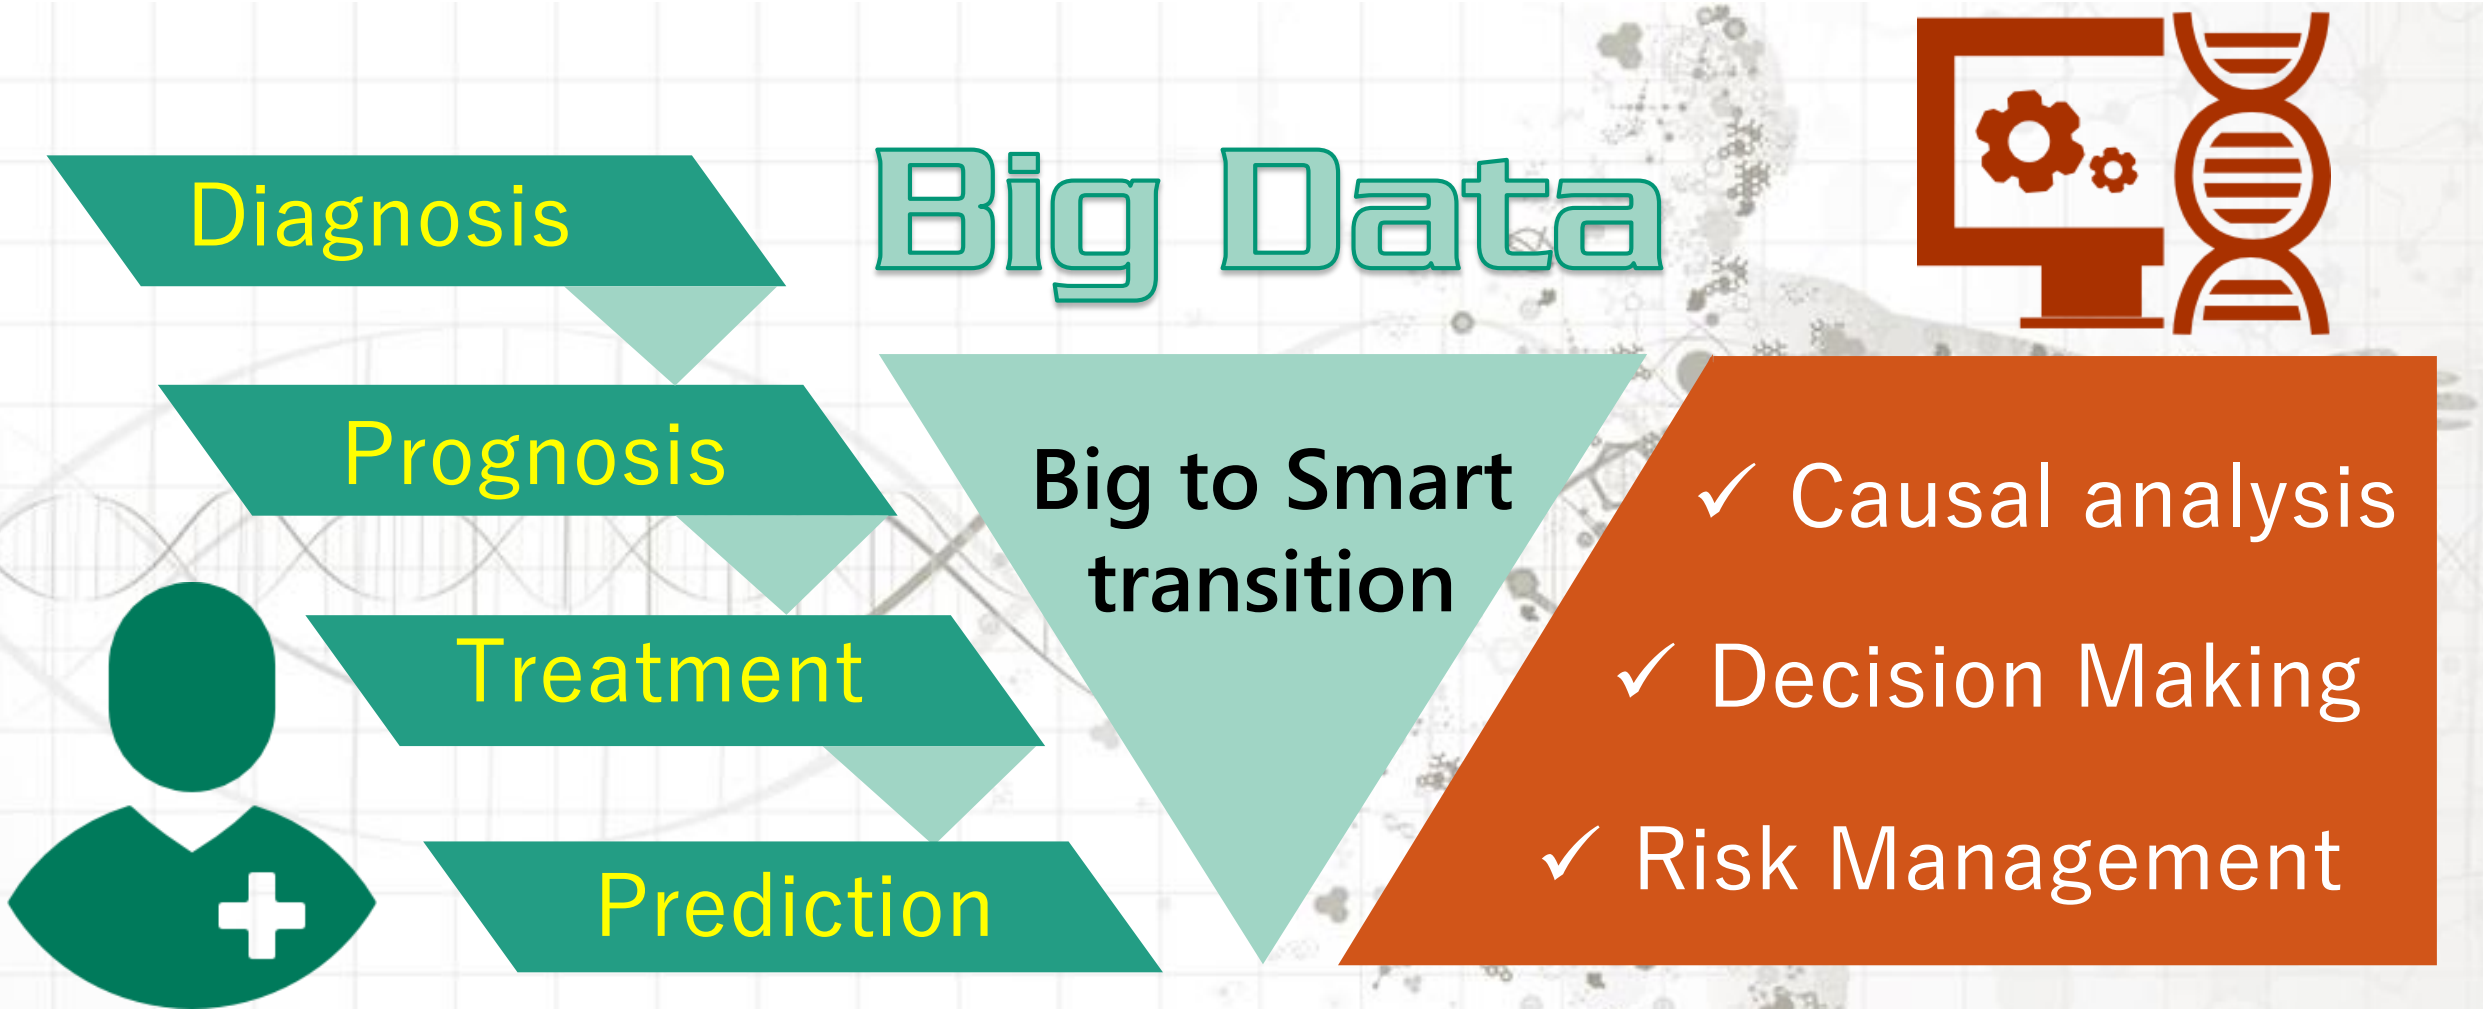 Big Data
Diagnosis
Prognosis
Treatment
Prediction
Big to Smart
transition
✓ Causal analysis
✓ Decision Making
✓ Risk Management